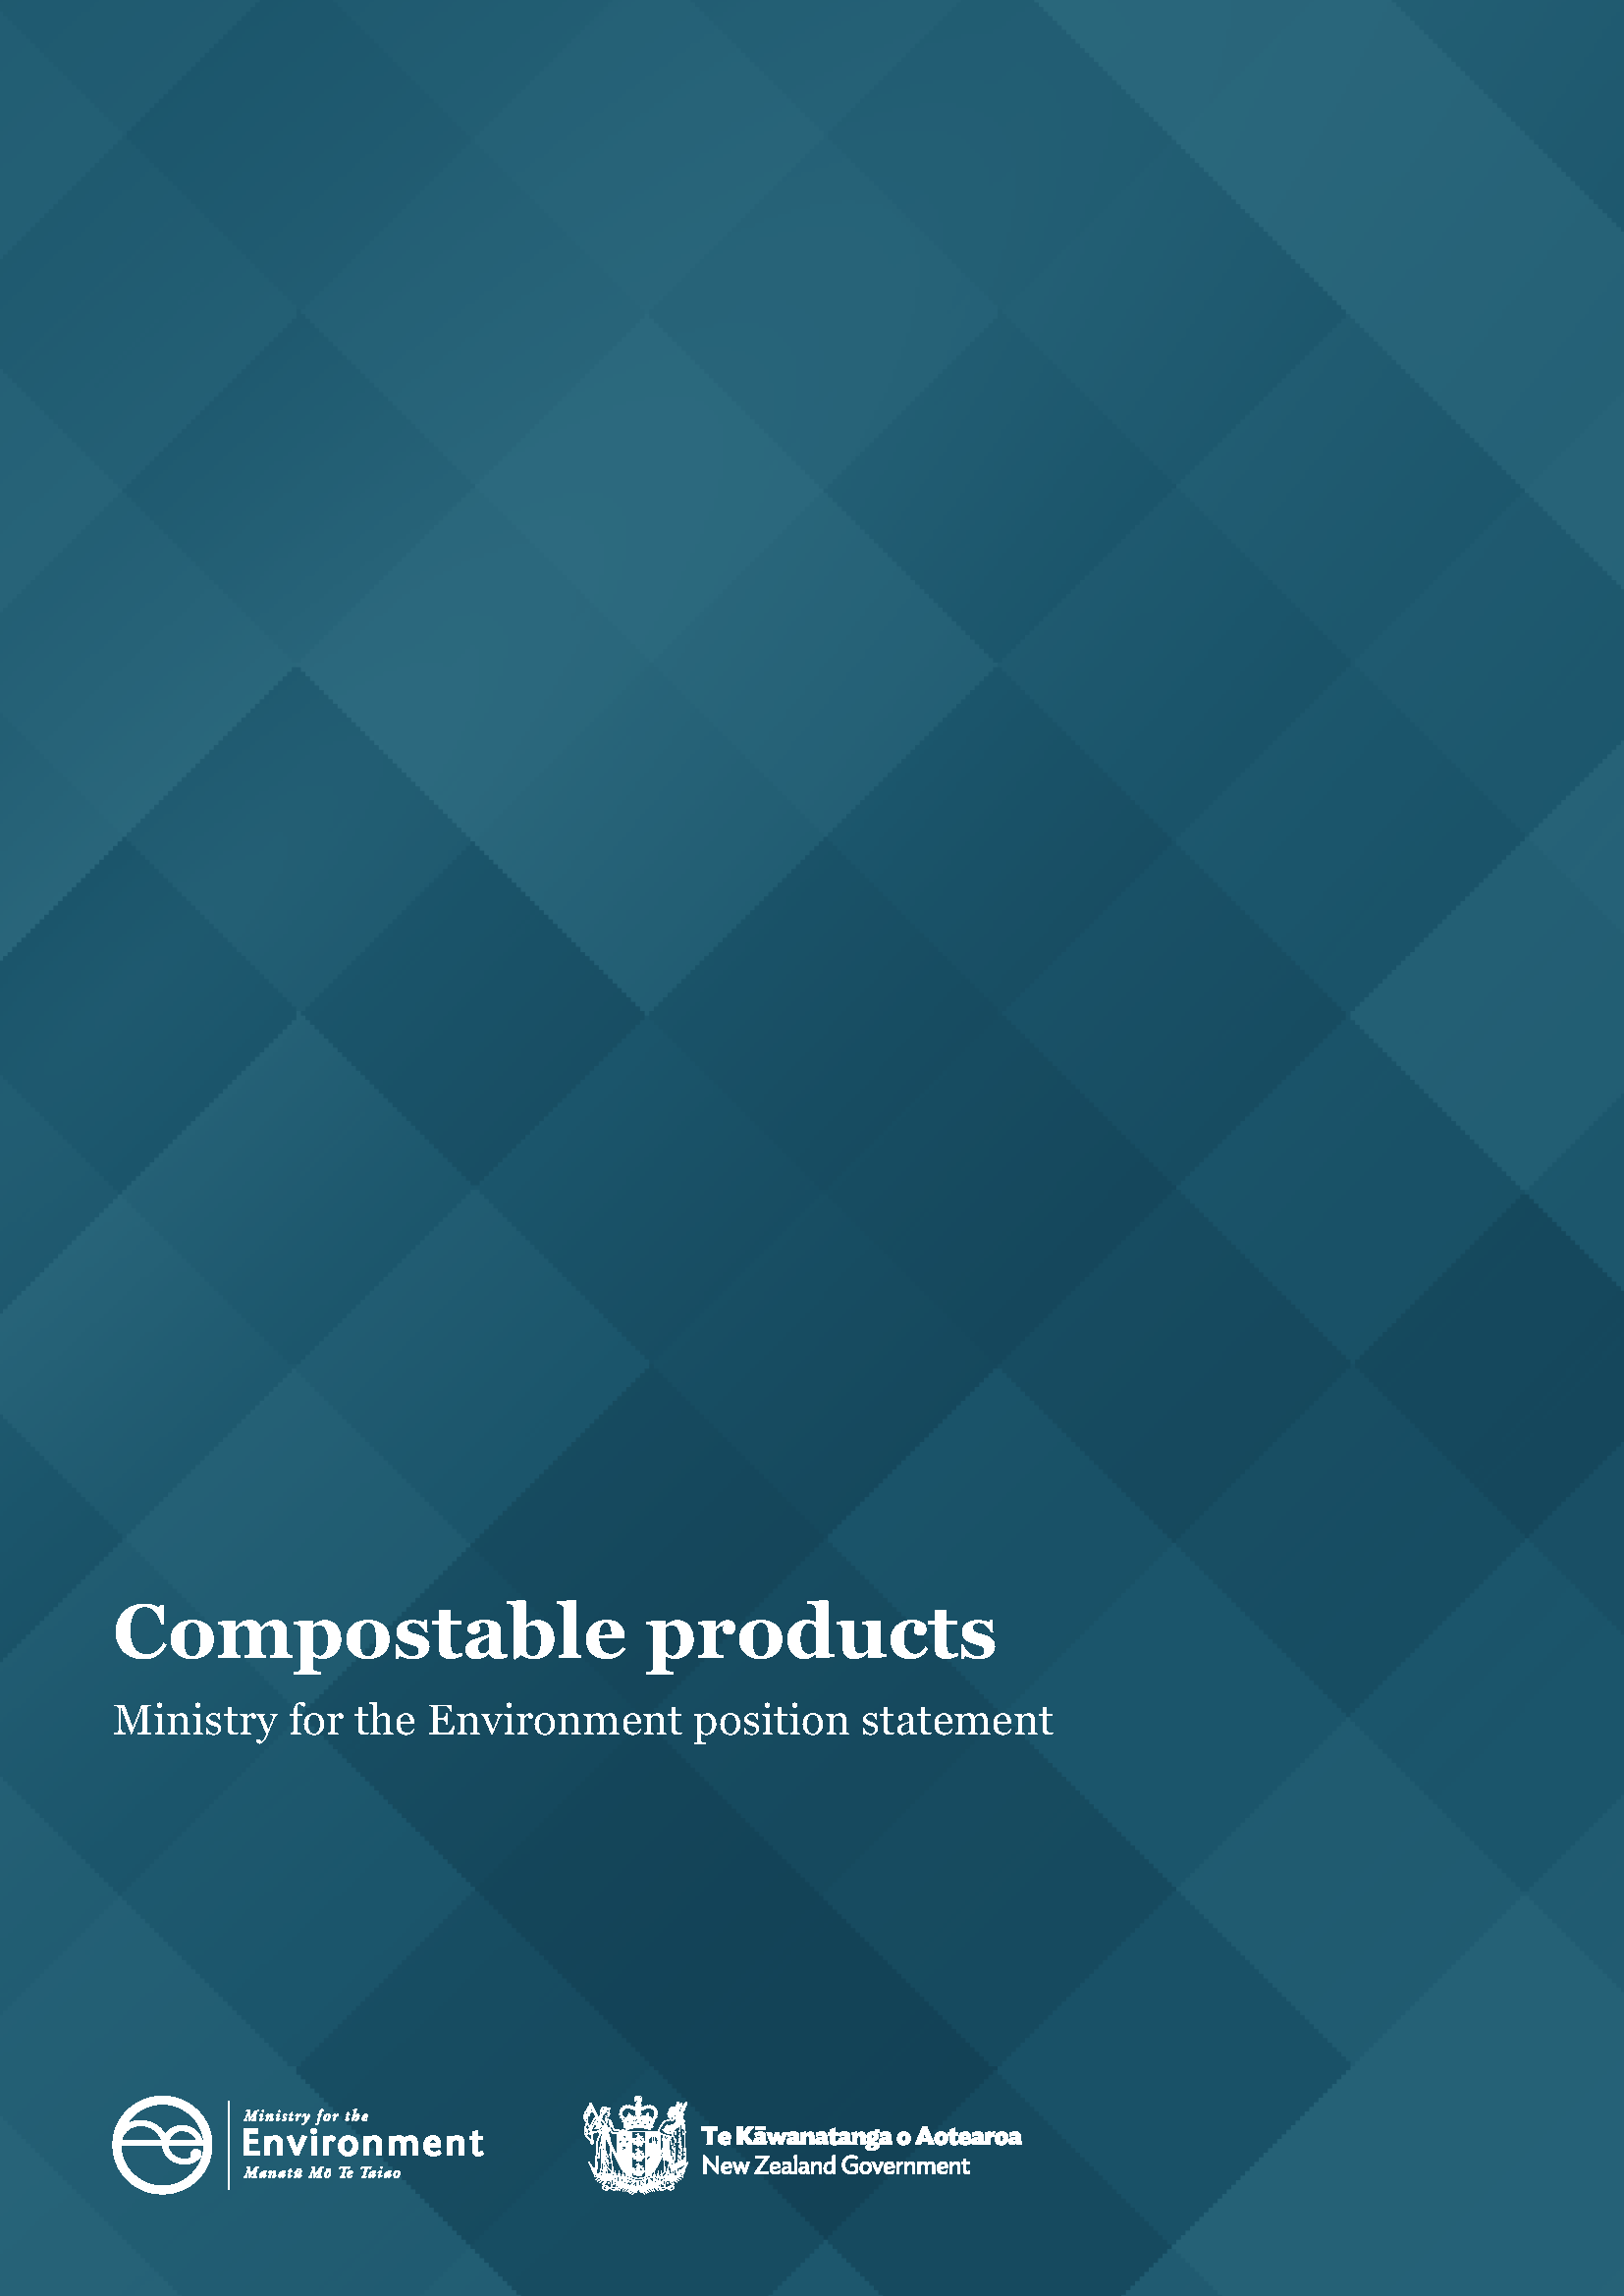 Compostable products
Ministry for the Environment position statement
Ministry for the
Environment
Manatū Mō Te Taiao
Te Kāwanatanga o Aotearoa
New Zealand Government